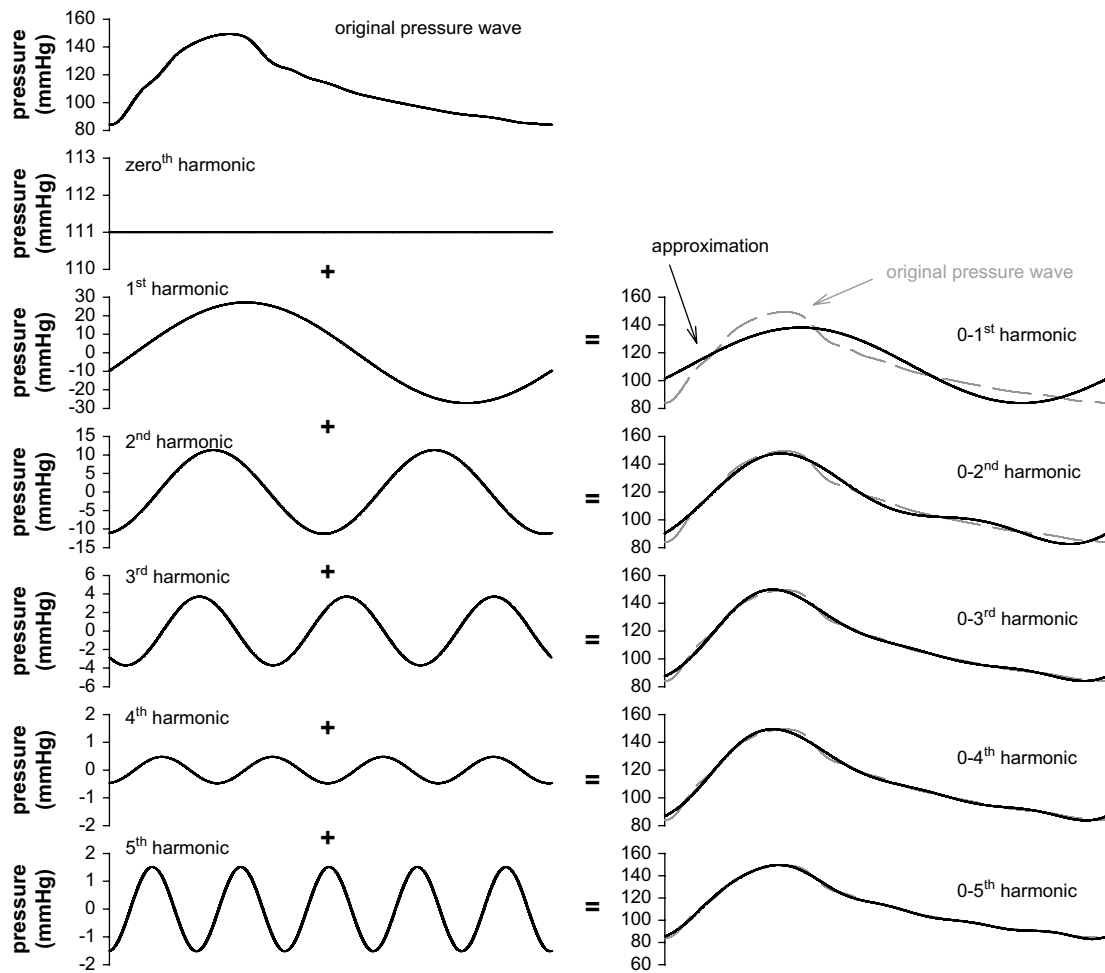 original pressure wave
pressure
(mmHg)
160
140
120
100
80
zeroth harmonic
pressure
(mmHg)
113
112
111
110
+
approximation
original pressure wave
1st harmonic
pressure
(mmHg)
30
20
10
0
-10
-20
-30
=
160
140
120
100
80
0-1st harmonic
+
2nd harmonic
pressure
(mmHg)
15
10
5
0
-5
-10
-15
=
160
140
120
100
80
0-2nd harmonic
+
3rd harmonic
pressure
(mmHg)
6
4
2
0
-2
-4
-6
=
160
140
120
100
80
0-3rd harmonic
+
4th harmonic
pressure
(mmHg)
2
1
0
-1
-2
=
160
140
120
100
80
0-4th harmonic
+
5th harmonic
pressure
(mmHg)
2
1
0
-1
-2
=
160
140
120
100
80
60
0-5th harmonic